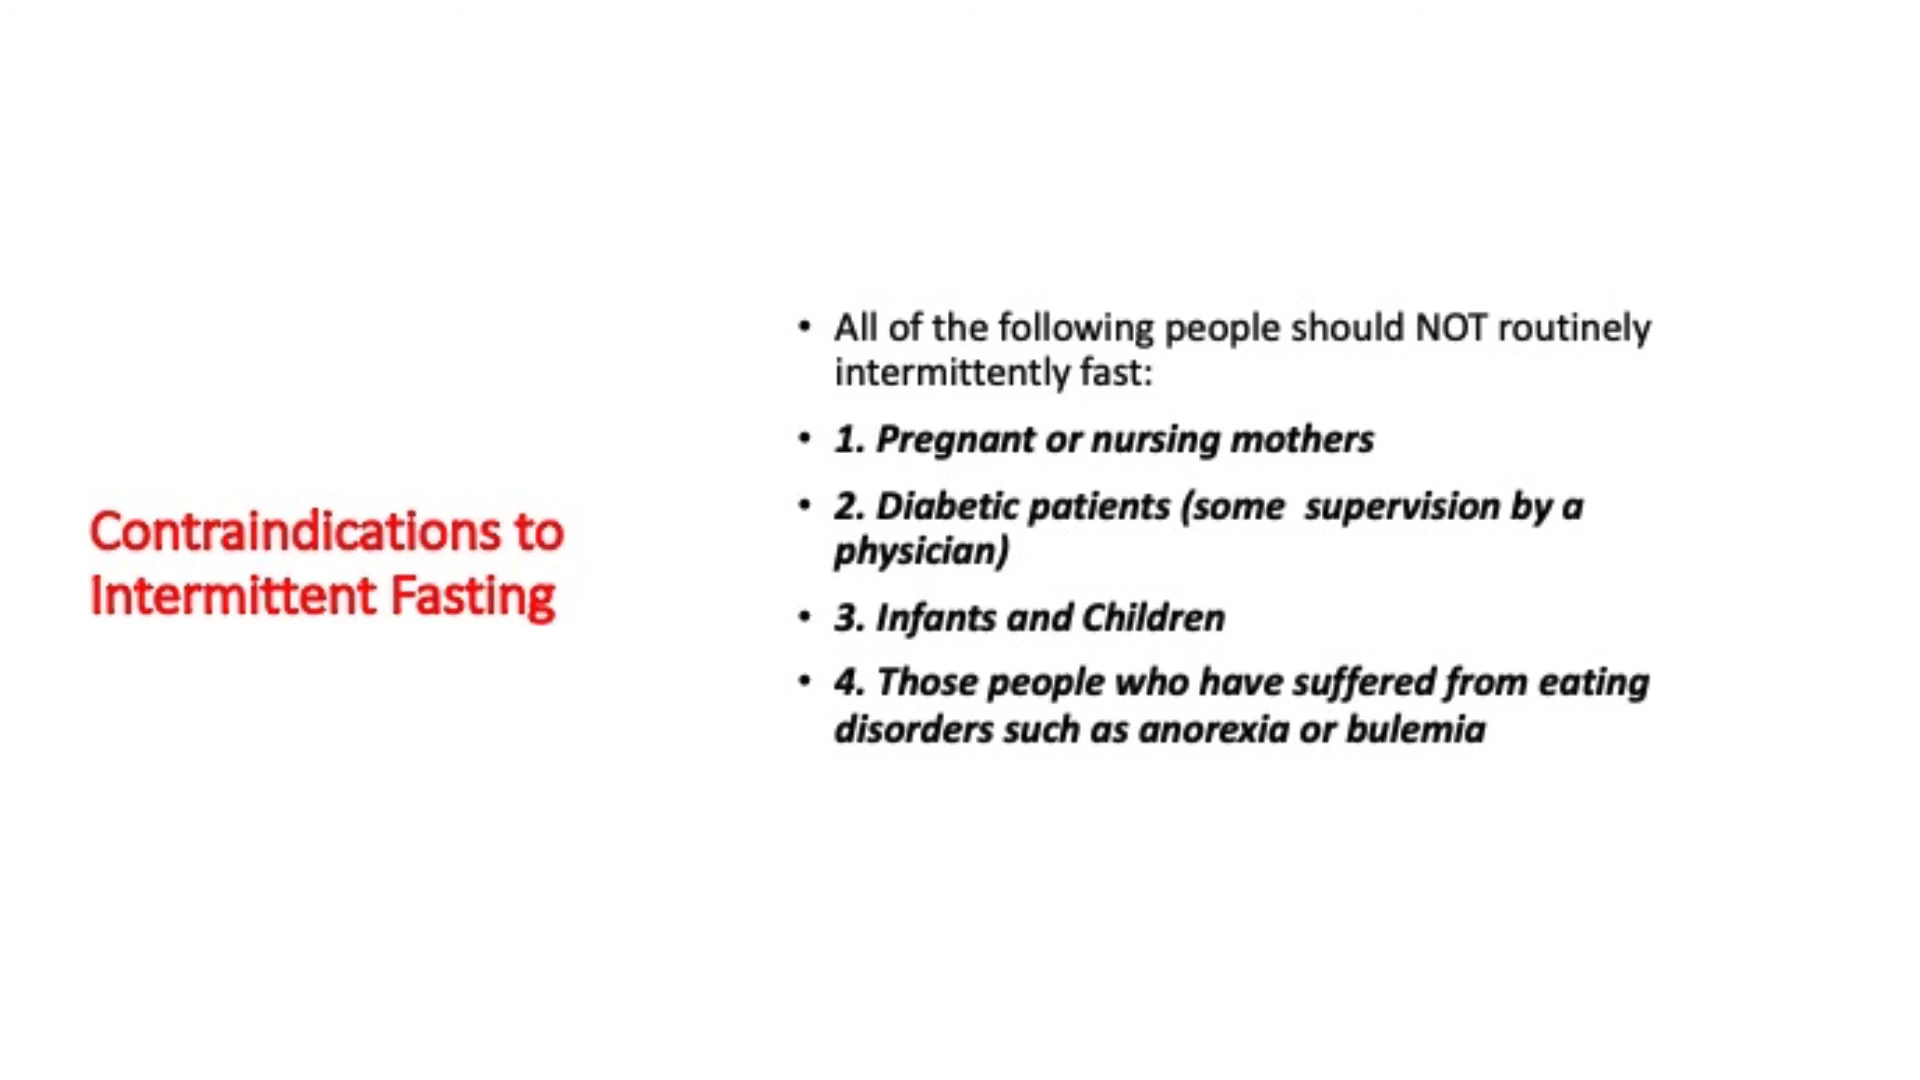 Contraindications to
Intermittent Fasting
• All of the following people should NOT routinely
intermittently fast:
• 1. Pregnant or nursing mothers
• 2. Diabetic patients (some  supervision by a
physician)
• 3. Infants and Children
• 4. Those people who have suffered from eating
disorders such as anorexia or bulemia